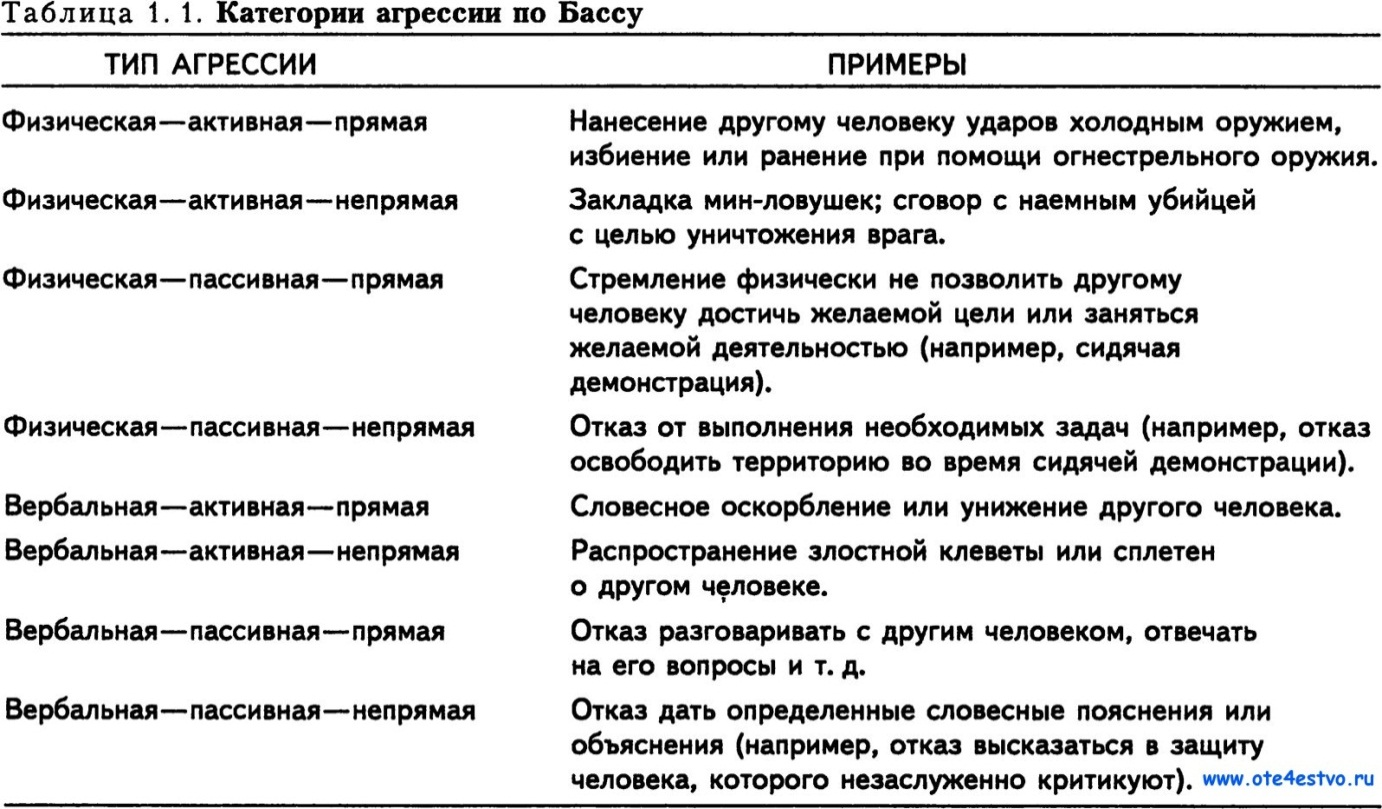 Таблица 1. 1. Категории агрессии по Бассу
ТИП АГРЕССИИ ПРИМЕРЫ
Физическая—активная—прямая Нанесение другому человеку ударов холодным оружием,
избиение или ранение при помощи огнестрельного оружия.
Физическая—активная—непрямая Закладка мин-ловушек; сговор с наемным убийцей
с целью уничтожения врага.
Физическая—пассивная—прямая Стремление физически не позволить другому
человеку достичь желаемой цели или заняться
желаемой деятельностью (например, сидячая
демонстрация).
Физическая—пассивная—непрямая Отказ от выполнения необходимых задач (например, отказ
освободить территорию во время сидячей демонстрации).
Вербальная—активная—прямая Словесное оскорбление или унижение другого человека.
Вербальная—активная—непрямая Распространение злостной клеветы или сплетен
о другом человеке.
Вербальная—пассивная—прямая Отказ разговаривать с другим человеком, отвечать
на его вопросы и т. д.
Вербальная—пассивная—непрямая Отказ дать определенные словесные пояснения или
объяснения (например, отказ высказаться в защиту
человека, которого незаслуженно критикуют). www.ote4estvo.ru